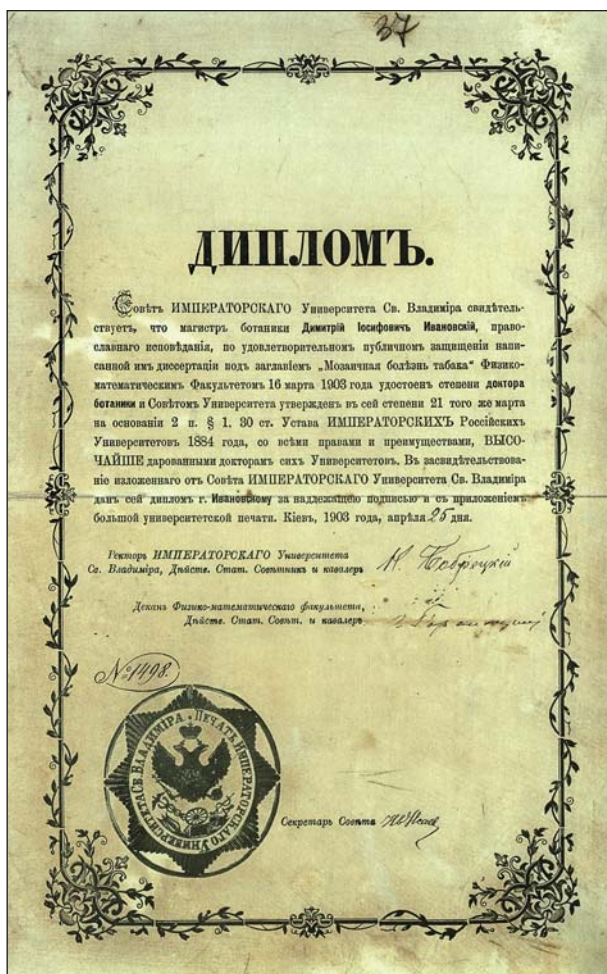 37
ДИПЛОМЪ.
Совѣтъ ИМПЕРАТОРСКАГО Университета Св. Владиміра свидѣтель-
ствуетъ, что магистръ ботаники Димитрій Іосифовичъ Ивановскій, право-
славнаго исповѣданія, по удовлетворительномъ публичномъ защищеніи напи-
санной имъ диссертаціи подъ заглавіемъ „Мозаичная болѣзнь табака“ Физико-
математическимъ Факультетомъ 16 марта 1903 года удостоенъ степени доктора
ботаники и Совѣтомъ Университета утвержденъ въ сей степени 21 того же марта
на основаніи 2 п. § 1. 30 ст. Устава ИМПЕРАТОРСКИХЪ Россійскихъ
Университетовъ 1884 года, со всѣми правами и преимуществами, ВЫСО-
ЧАЙШЕ дарованными докторамъ сихъ Университетовъ. Въ засвидѣтельствова-
ніе изложеннаго отъ Совѣта ИМПЕРАТОРСКАГО Университета Св. Владиміра
данъ сей дипломъ г. Ивановскому за надлежащею подписью и съ приложеніемъ
большой университетской печати. Кіевъ, 1903 года, апрѣля 25 дня.
Ректоръ ИМПЕРАТОРСКАГО Университета
Св. Владиміра, Дѣйств. Стат. Совѣтникъ и кавалеръ
Деканъ Физико-математическаго факультета,
Дѣйств. Стат. Совѣт. и кавалеръ
№ 1498.
ПЕЧАТЬ ИМПЕРАТОРСКАГО УНИВЕРСИТЕТА СВ. ВЛАДИМІРА
Секретарь Совѣта